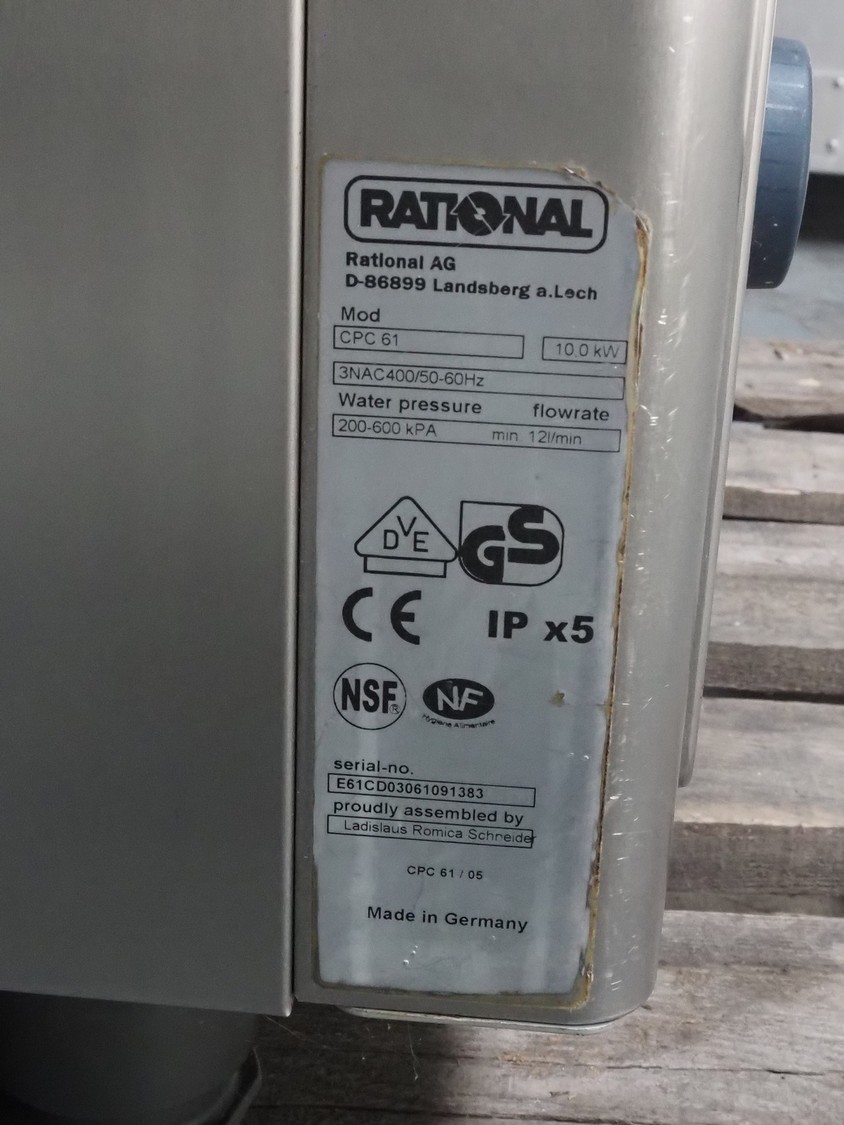 RATIONAL
Rational AG
D-86899 Landsberg a.Lech
Mod
CPC 61 10.0 kW
3NAC400/50-60Hz
Water pressure flowrate
200-600 kPA min. 12l/min
DVE GS
CE IP x5
NSF® NF
Hygiène Alimentaire
serial-no.
E61CD03061091383
proudly assembled by
Ladislaus Romica Schneider
CPC 61 / 05
Made in Germany